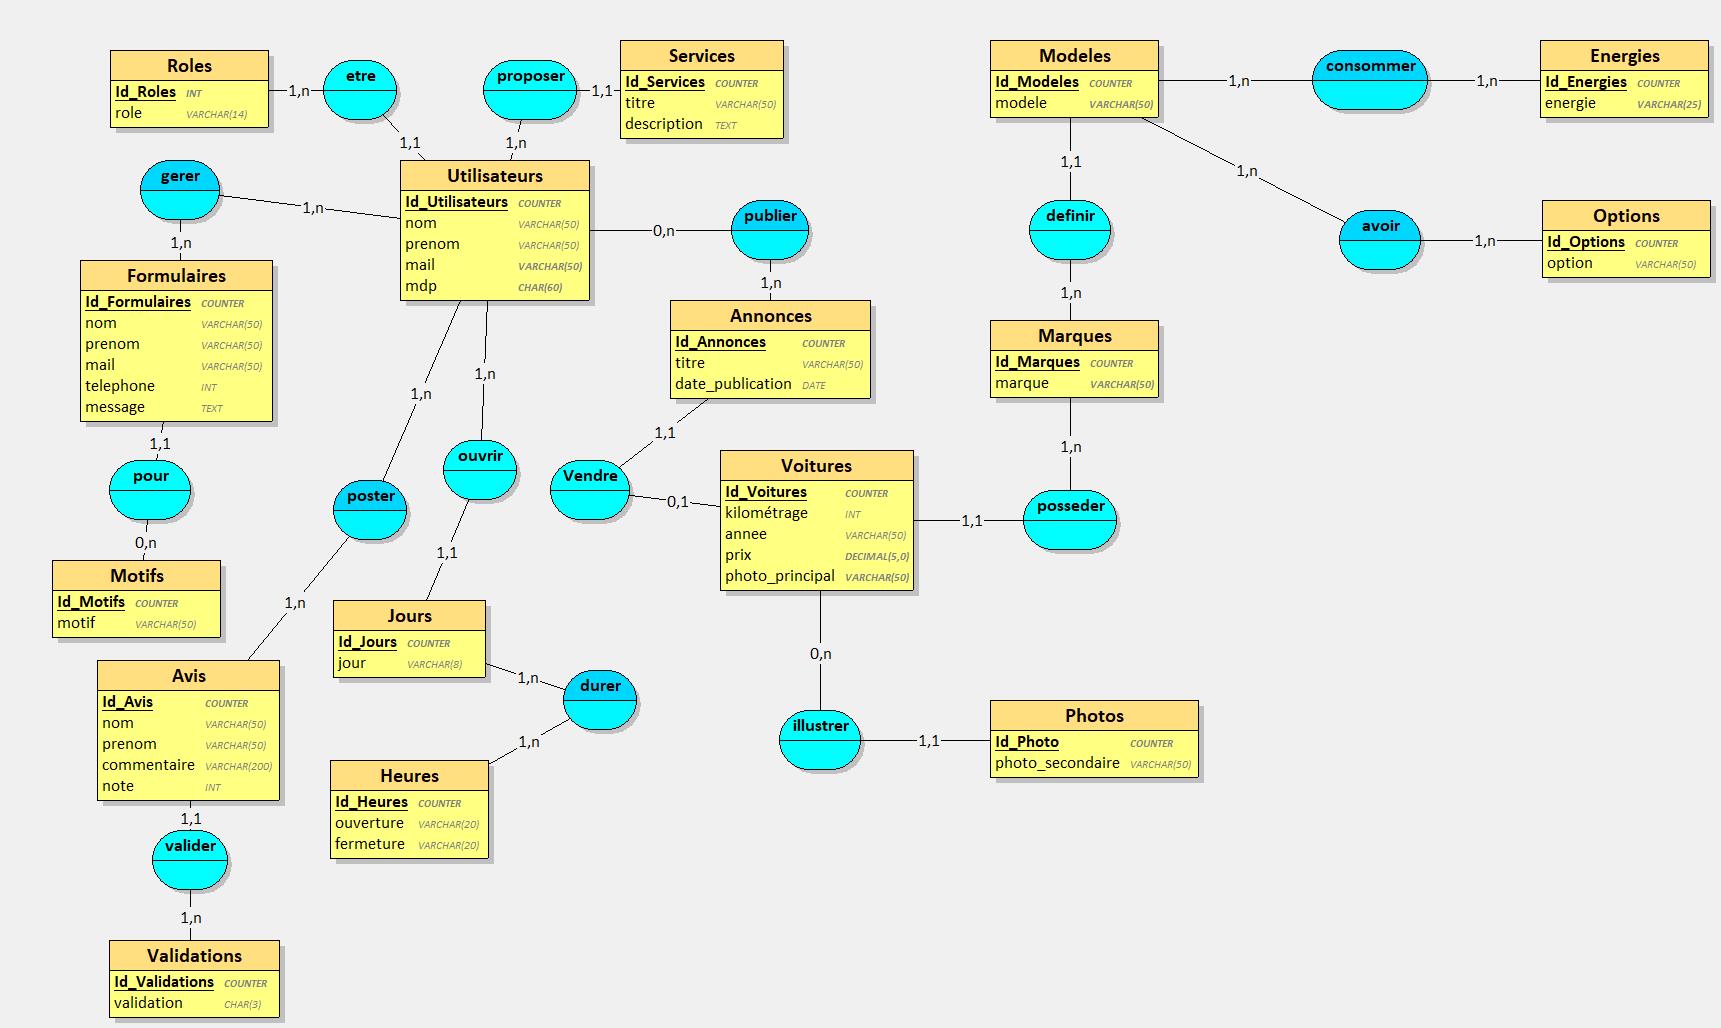 Roles
Id_Roles INT
role VARCHAR(14)
1,n
etre
1,1
proposer
1,1
1,n
Services
Id_Services COUNTER
titre VARCHAR(50)
description TEXT
gerer
1,n
1,n
Utilisateurs
Id_Utilisateurs COUNTER
nom VARCHAR(50)
prenom VARCHAR(50)
mail VARCHAR(50)
mdp CHAR(60)
0,n
publier
1,n
Formulaires
Id_Formulaires COUNTER
nom VARCHAR(50)
prenom VARCHAR(50)
mail VARCHAR(50)
telephone INT
message TEXT
1,1
pour
0,n
Motifs
Id_Motifs COUNTER
motif VARCHAR(50)
1,n
poster
1,n
1,n
ouvrir
1,1
Annonces
Id_Annonces COUNTER
titre VARCHAR(50)
date_publication DATE
1,1
Vendre
0,1
Voitures
Id_Voitures COUNTER
kilométrage INT
annee VARCHAR(50)
prix DECIMAL(5,0)
photo_principal VARCHAR(50)
1,1
posseder
1,n
Modeles
Id_Modeles COUNTER
modele VARCHAR(50)
1,n
consommer
1,n
Energies
Id_Energies COUNTER
energie VARCHAR(25)
1,1
definir
1,n
1,n
avoir
1,n
Options
Id_Options COUNTER
option VARCHAR(50)
Marques
Id_Marques COUNTER
marque VARCHAR(50)
Avis
Id_Avis COUNTER
nom VARCHAR(50)
prenom VARCHAR(50)
commentaire VARCHAR(200)
note INT
1,1
valider
1,n
Validations
Id_Validations COUNTER
validation CHAR(3)
Jours
Id_Jours COUNTER
jour VARCHAR(8)
1,n
durer
1,n
Heures
Id_Heures COUNTER
ouverture VARCHAR(20)
fermeture VARCHAR(20)
0,n
illustrer
1,1
Photos
Id_Photo COUNTER
photo_secondaire VARCHAR(50)